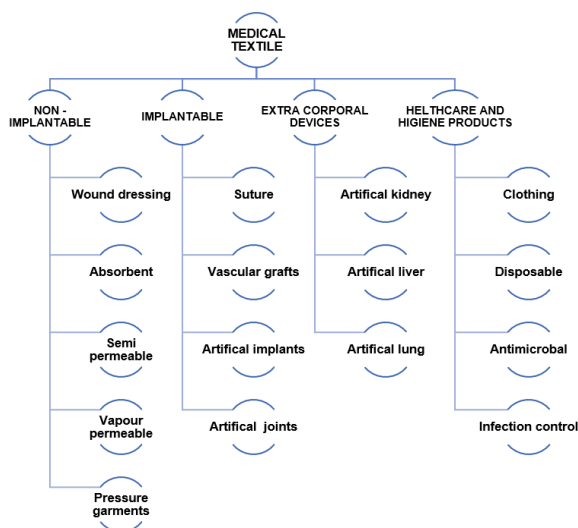 MEDICAL
TEXTILE
NON -
IMPLANTABLE
IMPLANTABLE
EXTRA CORPORAL
DEVICES
HELTHCARE AND
HIGIENE PRODUCTS
Wound dressing
Suture
Artifical kidney
Clothing
Absorbent
Vascular grafts
Artifical liver
Disposable
Semi
permeable
Artifical implants
Artifical lung
Antimicrobal
Vapour
permeable
Artifical joints
Infection control
Pressure
garments